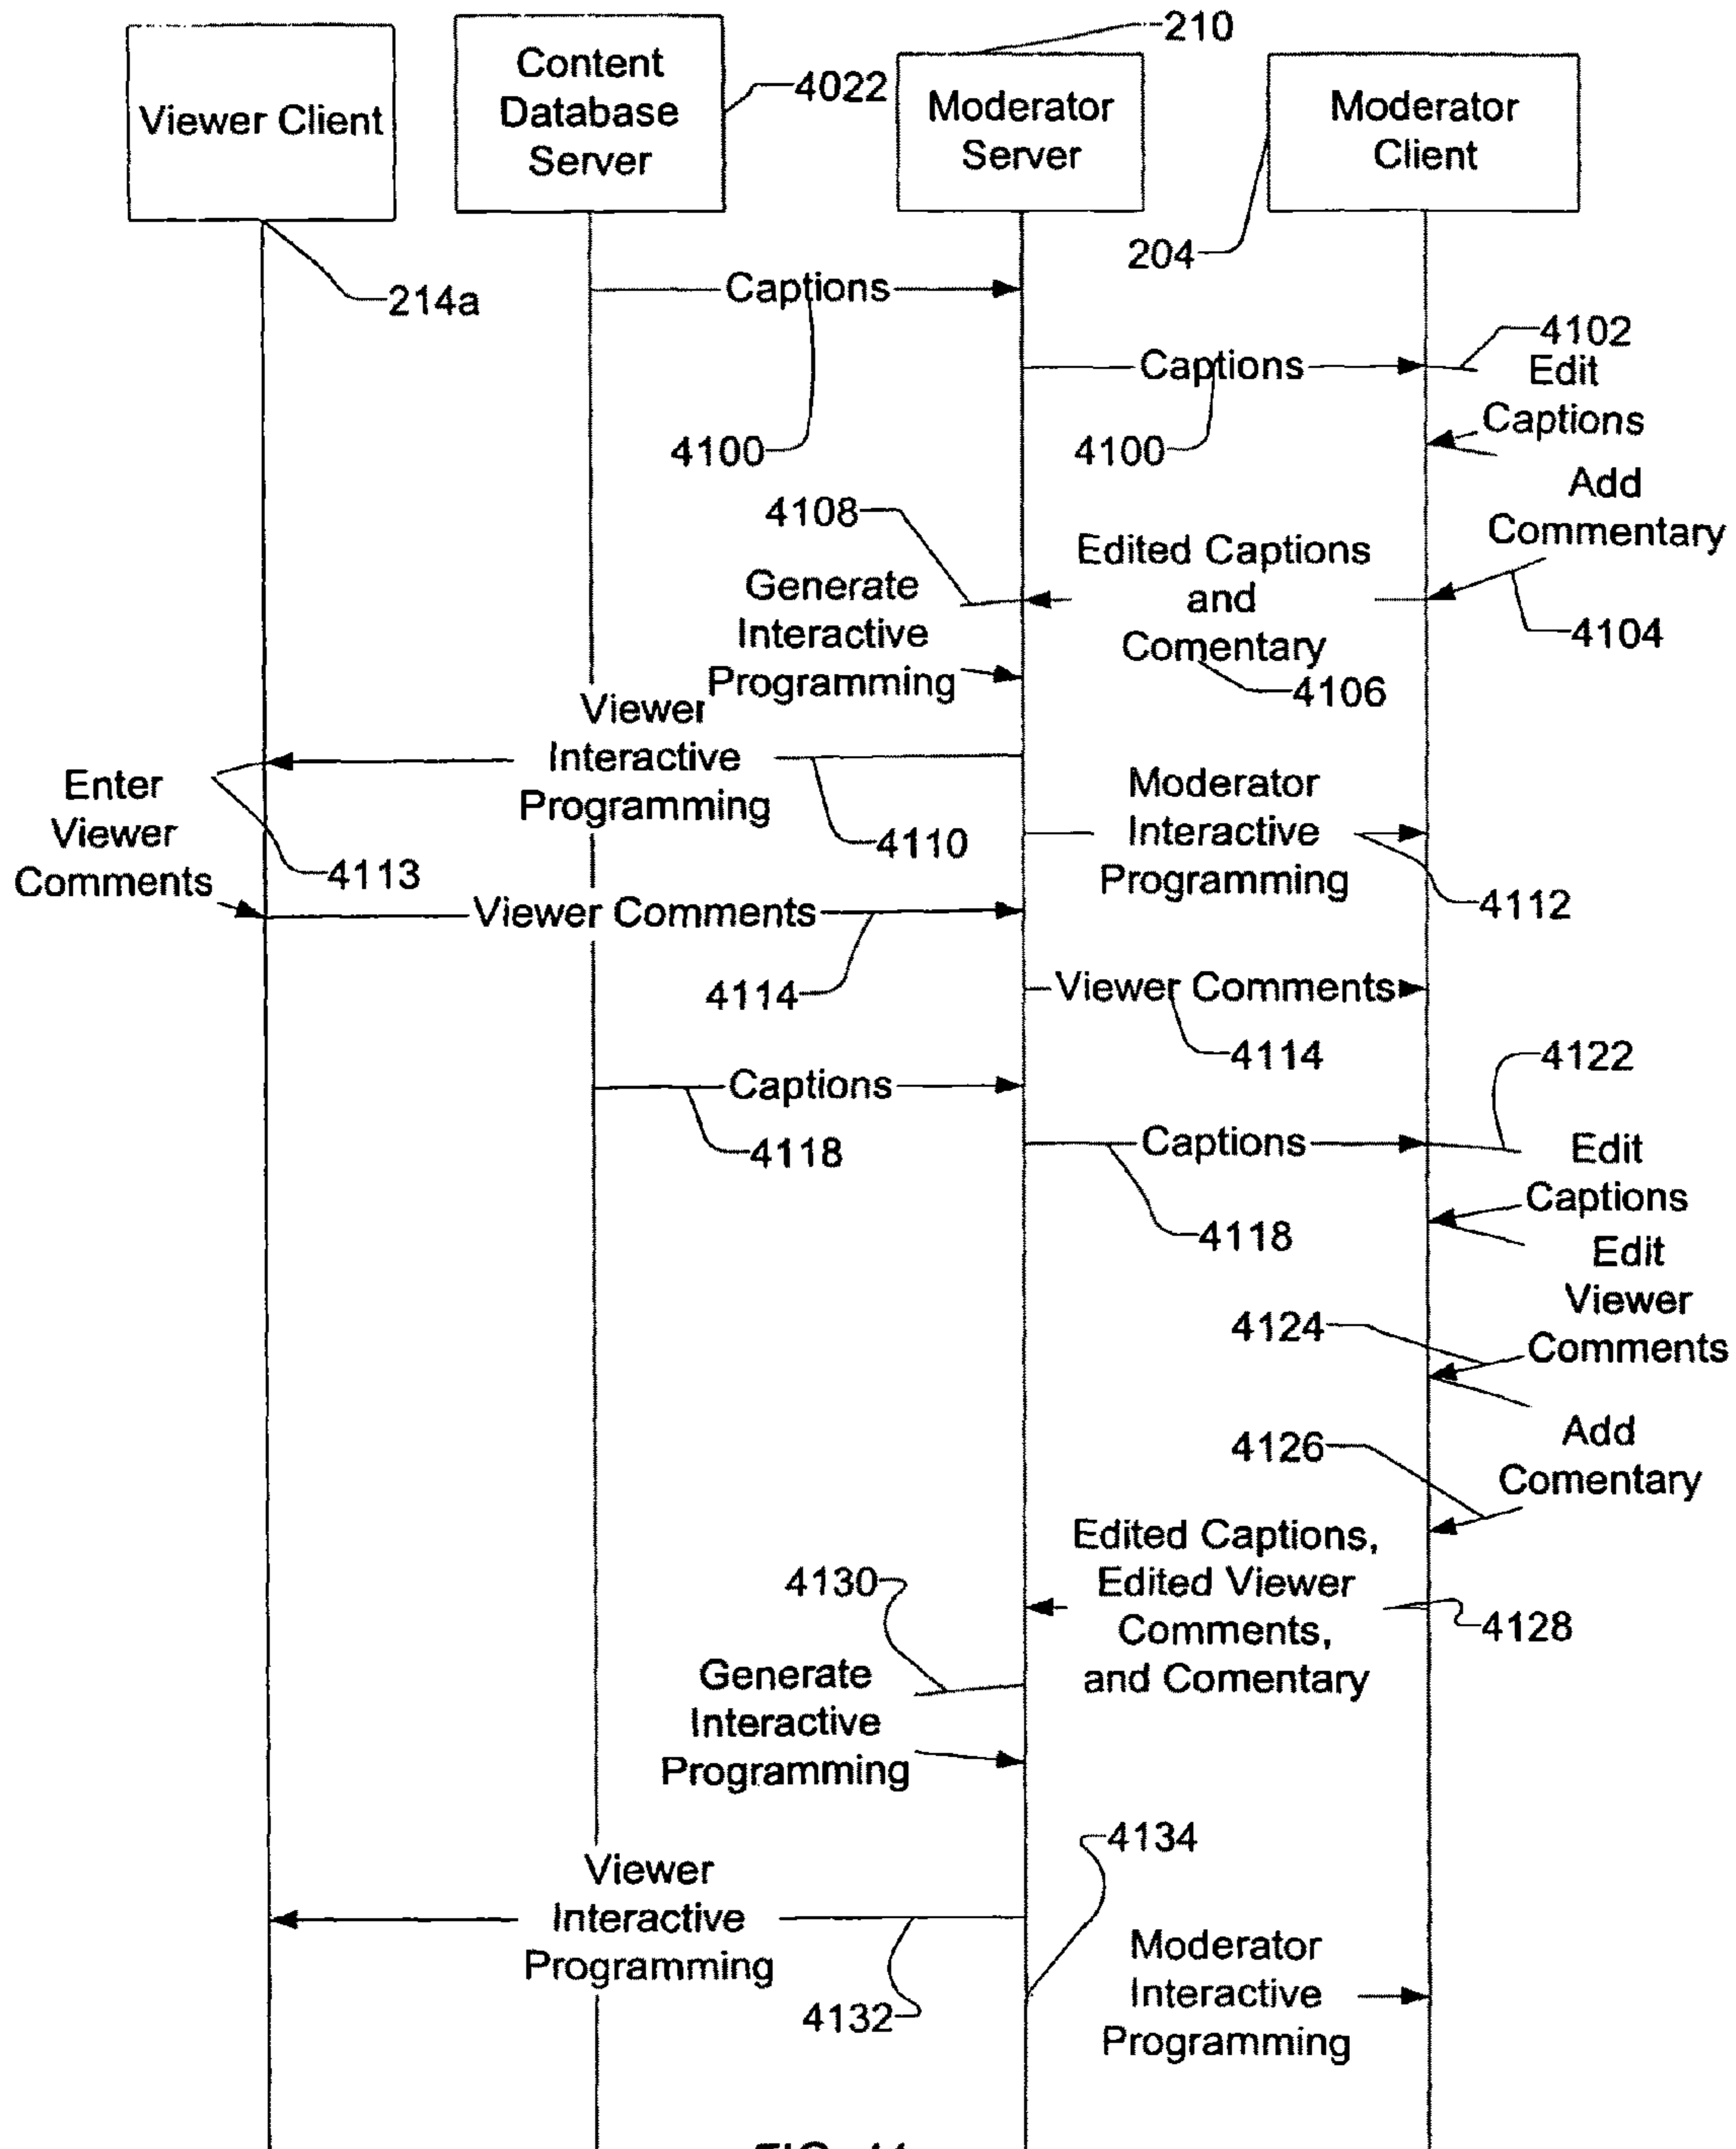 210
Viewer Client
Content
Database
Server
4022
Moderator
Server
Moderator
Client
204
214a
Captions
4102
Captions
Edit
Captions
4100
4100
Add
Commentary
4108
Edited Captions
and
Comentary
Generate
Interactive
Programming
4104
4106
Viewer
Interactive
Programming
Enter
Viewer
Comments
Moderator
Interactive
Programming
4110
4113
4112
Viewer Comments
4114
Viewer Comments
4114
4122
Captions
4118
Captions
Edit
Captions
4118
Edit
Viewer
Comments
4124
Add
Comentary
4126
Edited Captions,
Edited Viewer
Comments,
and Comentary
4130
4128
Generate
Interactive
Programming
4134
Viewer
Interactive
Programming
Moderator
Interactive
Programming
4132